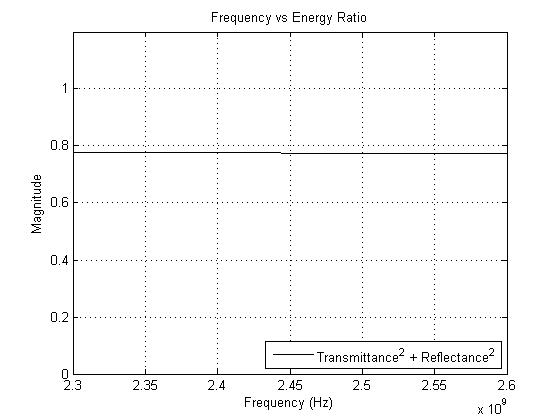 Frequency vs Energy Ratio
1
0.8
0.6
0.4
0.2
0
Magnitude
Transmittance² + Reflectance²
2.3 2.35 2.4 2.45 2.5 2.55 2.6
Frequency (Hz)
x 10⁹